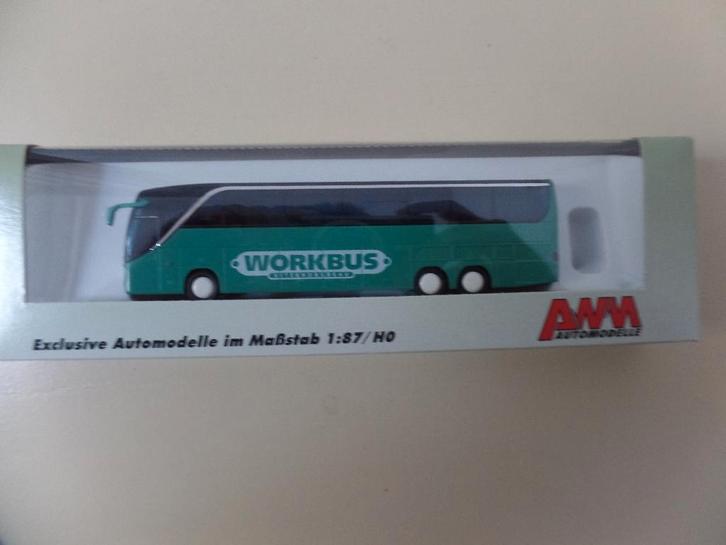 WORKBUS
Exclusive Automodelle im Maßstab 1:87/H0
AWM
AUTOMODELLE